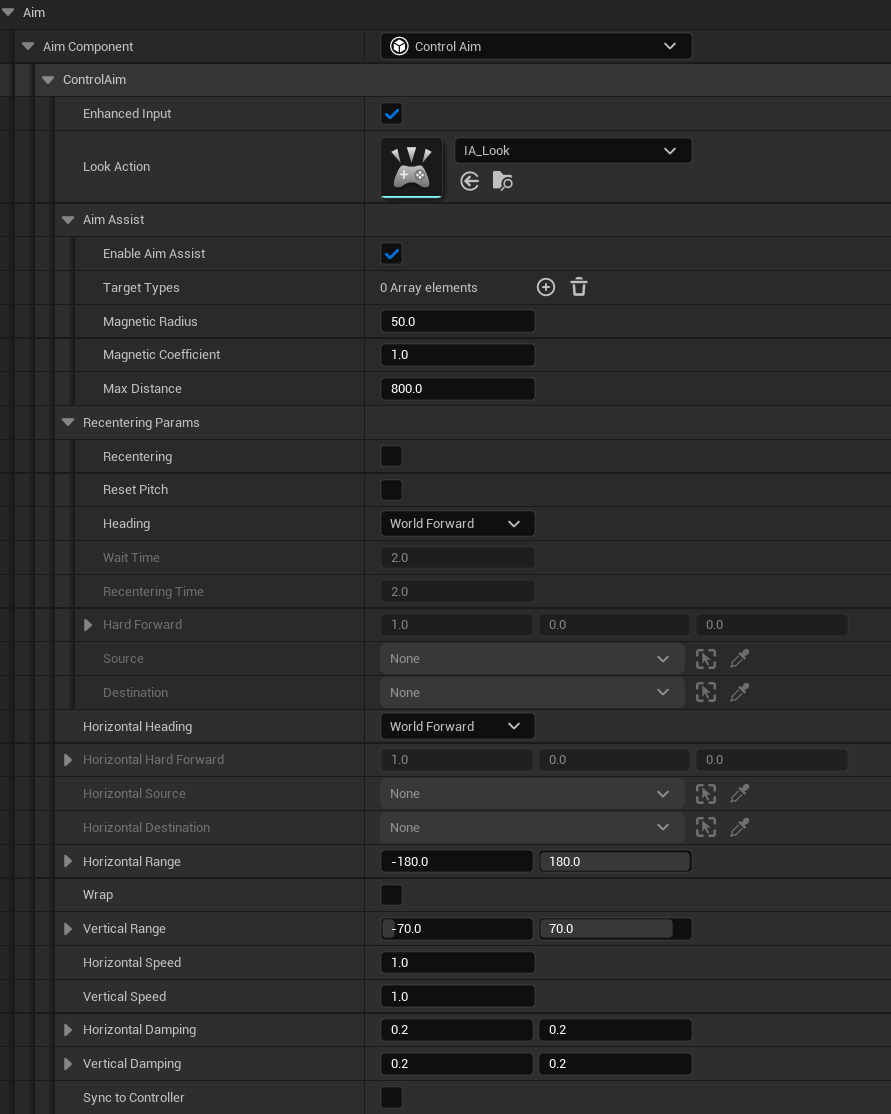 Aim
Aim Component Control Aim
ControlAim
Enhanced Input
Look Action IA_Look
Aim Assist
Enable Aim Assist
Target Types 0 Array elements
Magnetic Radius 50.0
Magnetic Coefficient 1.0
Max Distance 800.0
Recentering Params
Recentering
Reset Pitch
Heading World Forward
Wait Time 2.0
Recentering Time 2.0
Hard Forward 1.0 0.0 0.0
Source None
Destination None
Horizontal Heading World Forward
Horizontal Hard Forward 1.0 0.0 0.0
Horizontal Source None
Horizontal Destination None
Horizontal Range -180.0 180.0
Wrap
Vertical Range -70.0 70.0
Horizontal Speed 1.0
Vertical Speed 1.0
Horizontal Damping 0.2 0.2
Vertical Damping 0.2 0.2
Sync to Controller